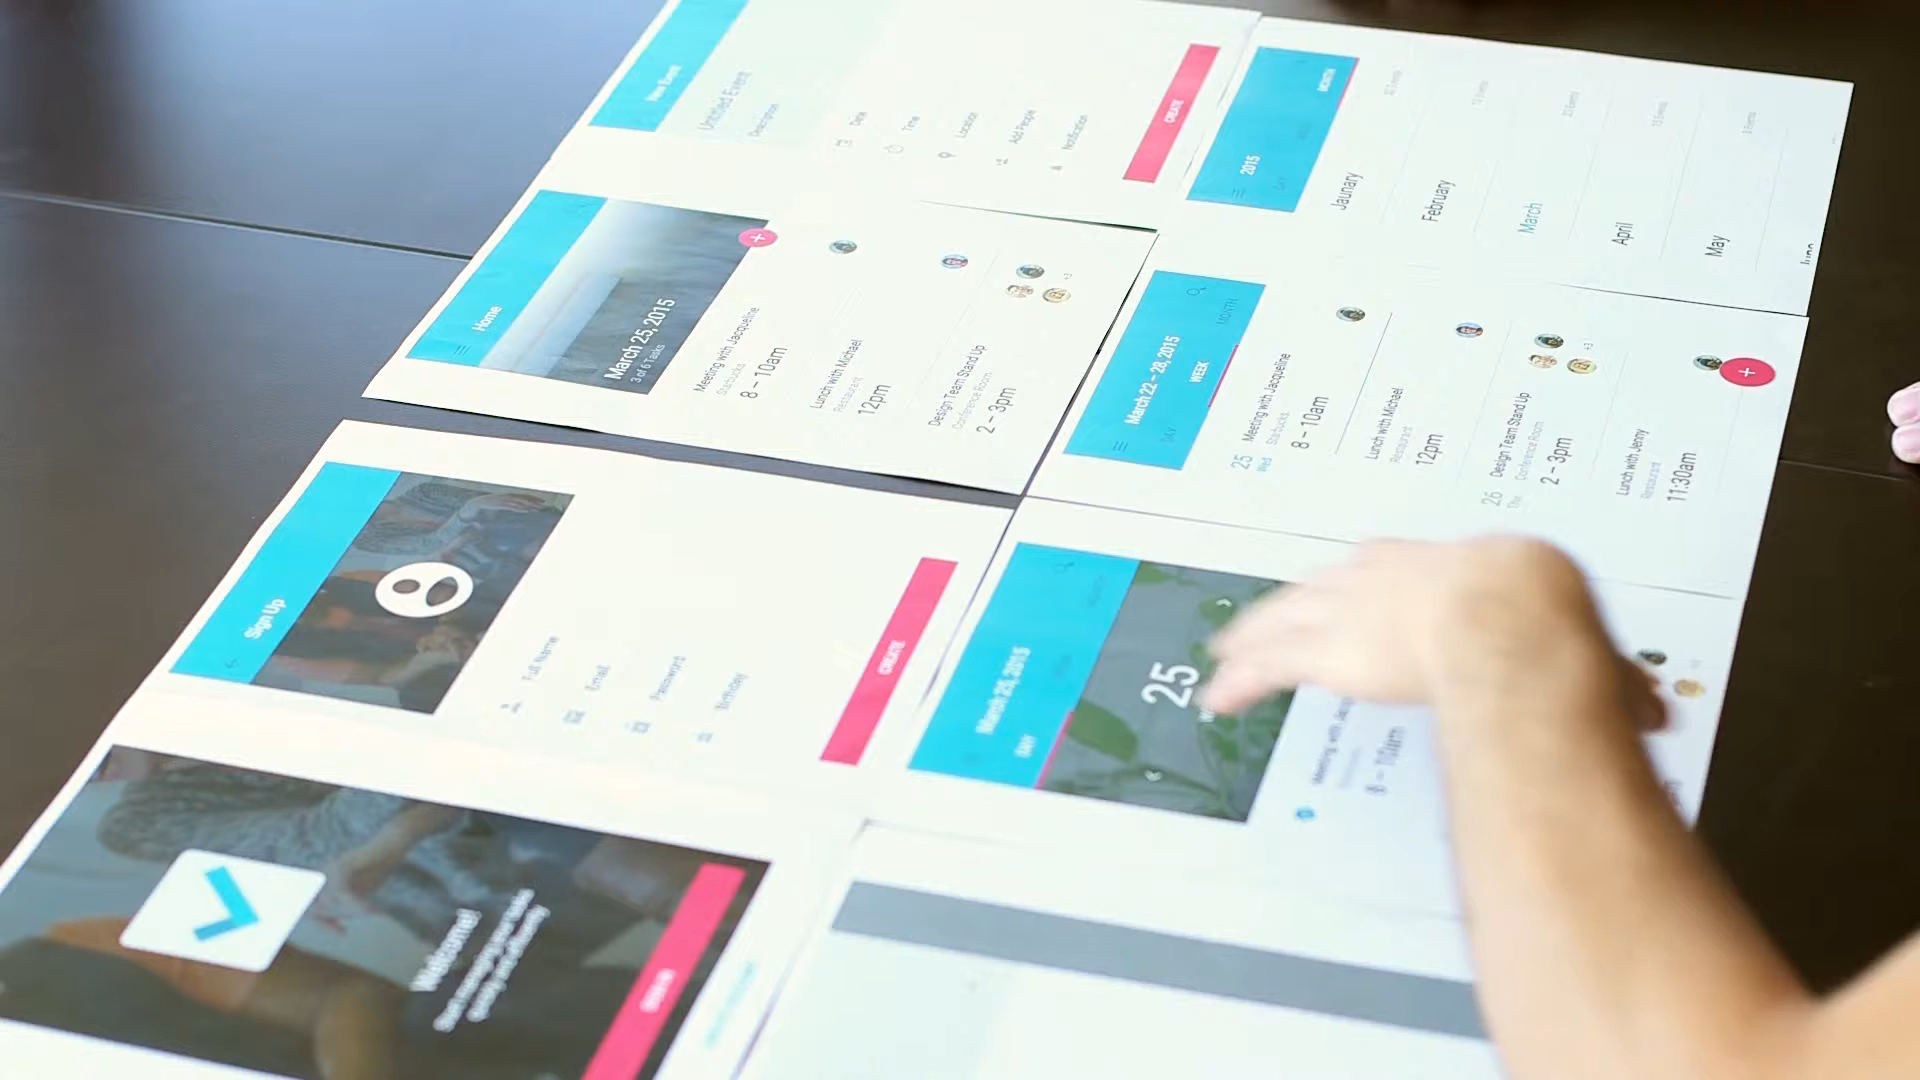 New Event
Untitled Event
Description
Date
Time
Location
Add People
Notification
CREATE
2015
MONTH
Jaunary
February
March
April
May
Home
March 25, 2015
3 of 6 Tasks
Meeting with Jacqueline
Starbucks
8 – 10am
Lunch with Michael
Restaurant
12pm
Design Team Stand Up
Conference Room
2 – 3pm
+3
March 22 – 28, 2015
DAY
WEEK
MONTH
25
Wed
Meeting with Jacqueline
Starbucks
8 – 10am
Lunch with Michael
Restaurant
12pm
26
Thu
Design Team Stand Up
Conference Room
2 – 3pm
+3
Lunch with Jenny
Restaurant
11:30am
Sign Up
Full Name
Email
Password
Birthday
CREATE
March 25, 2015
DAY
MONTH
25
Meeting with
Welcome!